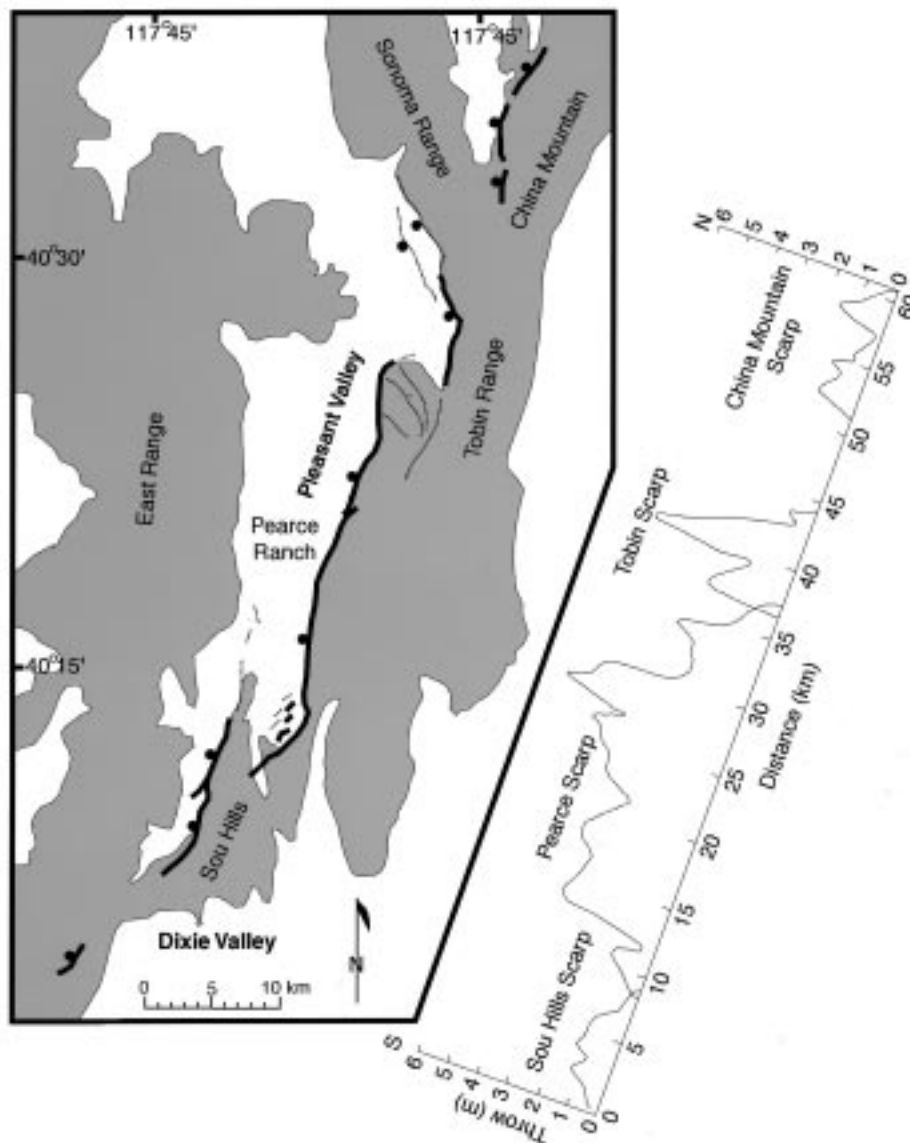 117°45'
117°45'
Sonoma Range
China Mountain
40°30'
Tobin Range
Pleasant Valley
East Range
Pearce
Ranch
40°15'
Sou Hills
Dixie Valley
N
0 5 10 km
N
6 5 4 3 2 1 0
China Mountain
Scarp
Tobin Scarp
Pearce Scarp
Sou Hills Scarp
60
55
50
45
40
35
30
25
20
15
10
5
0
Distance (km)
S
6 5 4 3 2 1 0
Throw (m)